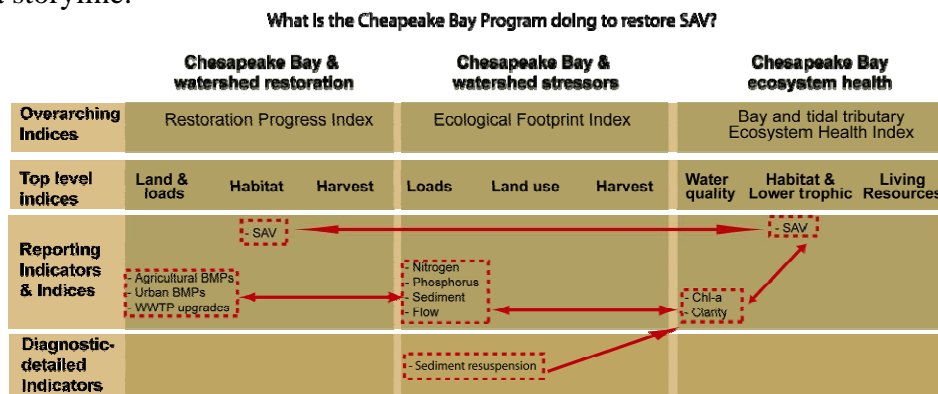 a storyline.
What is the Cheapeake Bay Program doing to restore SAV?
Chesapeake Bay &
watershed restoration
Chesapeake Bay &
watershed stressors
Chesapeake Bay
ecosystem health
Overarching
Indices
Restoration Progress Index
Ecological Footprint Index
Bay and tidal tributary
Ecosystem Health Index
Top level
indices
Land &
loads
Habitat
Harvest
Loads
Land use
Harvest
Water
quality
Habitat &
Lower trophic
Living
Resources
Reporting
Indicators
& Indices
- SAV
- Agricultural BMPs
- Urban BMPs
- WWTP upgrades
- Nitrogen
- Phosphorus
- Sediment
- Flow
- SAV
- Chl-a
- Clarity
Diagnostic-
detailed
Indicators
- Sediment resuspension